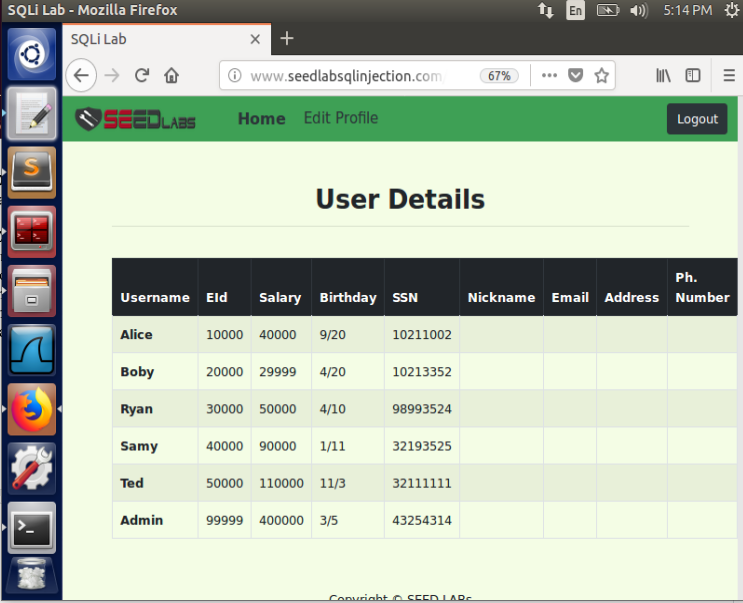 SQLi Lab - Mozilla Firefox
En
5:14 PM
SQLi Lab
www.seedlabsqlinjection.com
67%
SEEDLABS
Home
Edit Profile
Logout
User Details
Username EId Salary Birthday SSN Nickname Email Address Ph. Number
Alice 10000 40000 9/20 10211002
Boby 20000 29999 4/20 10213352
Ryan 30000 50000 4/10 98993524
Samy 40000 90000 1/11 32193525
Ted 50000 110000 11/3 32111111
Admin 99999 400000 3/5 43254314
Copyright © SEED LABs